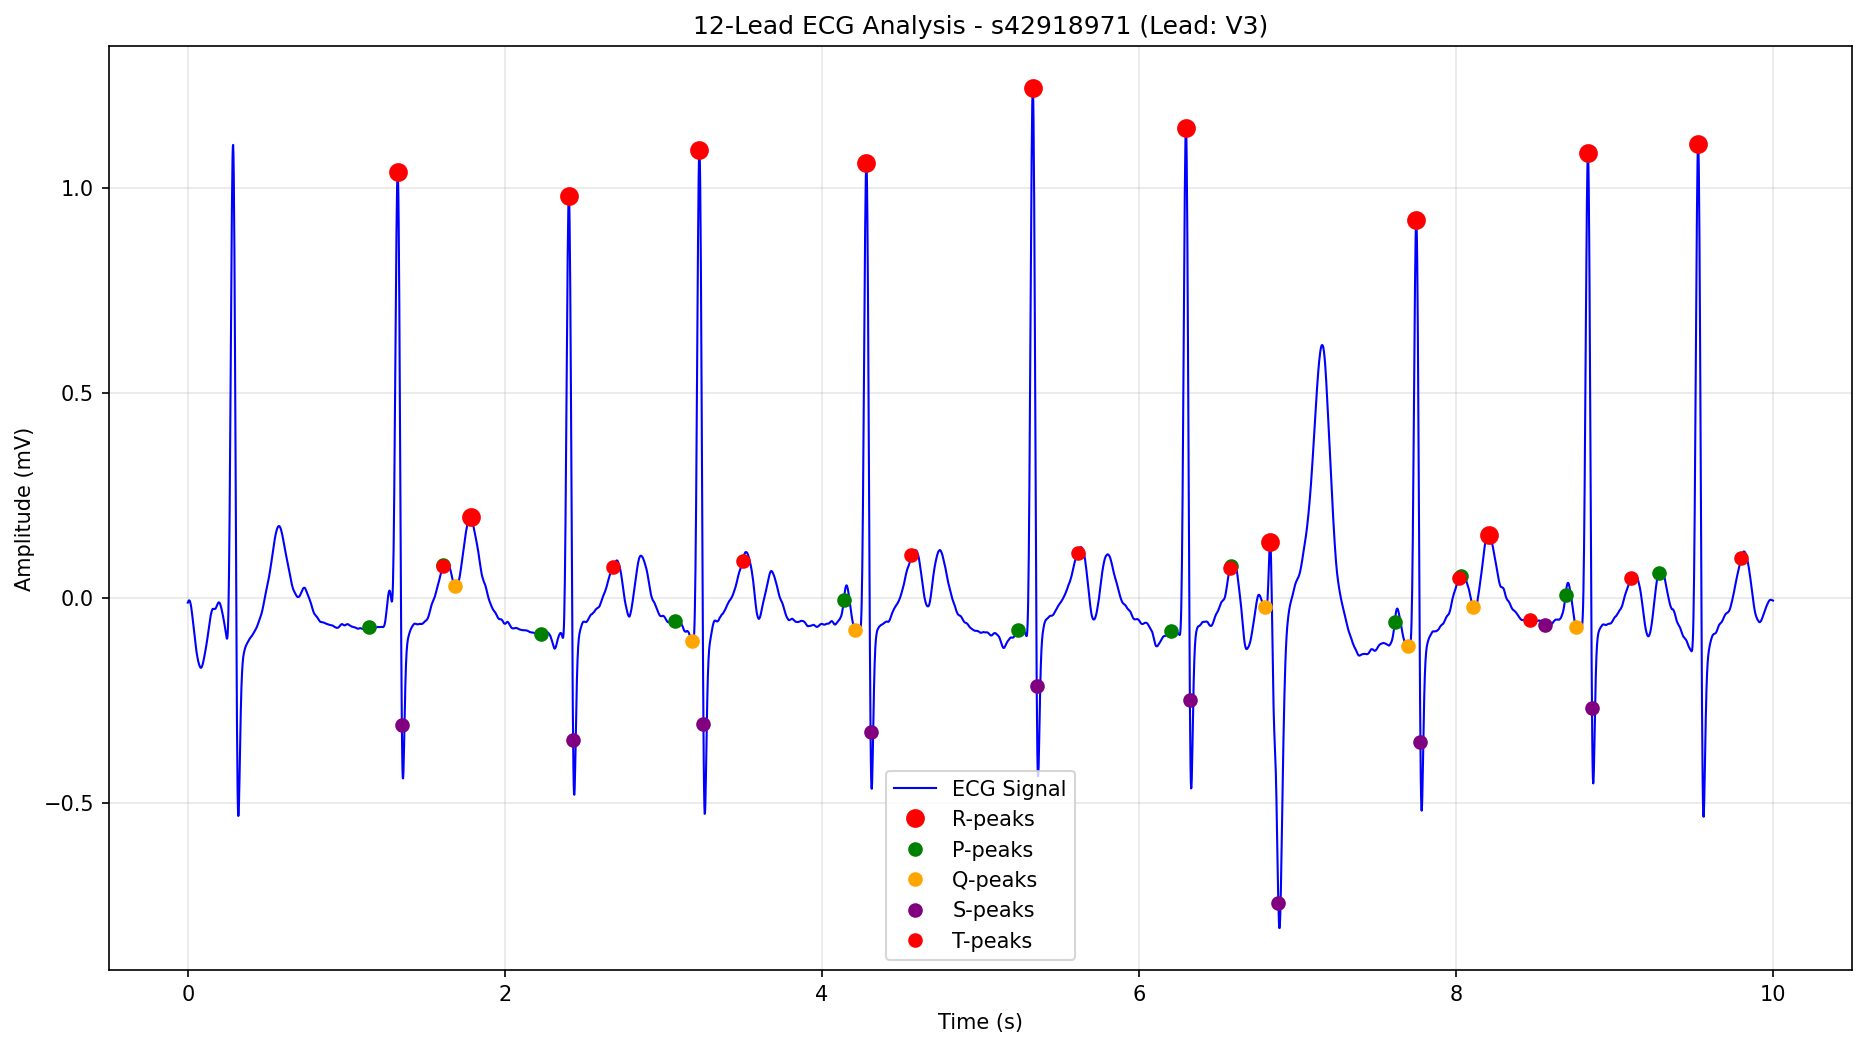 12-Lead ECG Analysis - s42918971 (Lead: V3)
Amplitude (mV)
1.0
0.5
0.0
−0.5
0 2 4 6 8 10
Time (s)
ECG Signal
R-peaks
P-peaks
Q-peaks
S-peaks
T-peaks